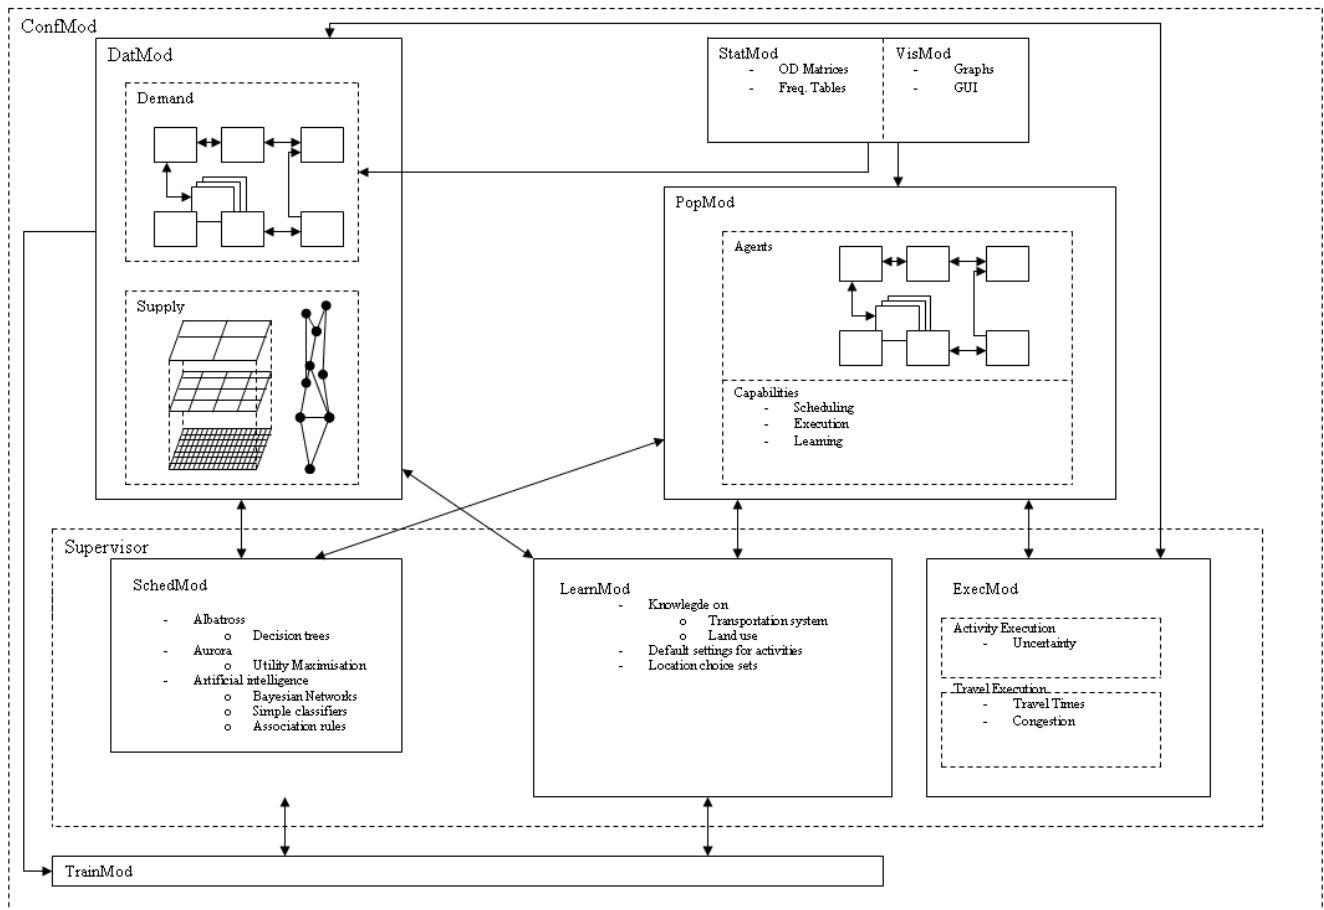 ConfMod
DatMod
Demand
Supply
StatMod
- OD Matrices
- Freq. Tables
VisMod
- Graphs
- GUI
PopMod
Agents
Capabilities
- Scheduling
- Execution
- Learning
Supervisor
SchedMod
- Albatross
o Decision trees
- Aurora
o Utility Maximisation
- Artificial intelligence
o Bayesian Networks
o Simple classifiers
o Association rules
LearnMod
- Knowlegde on
o Transportation system
o Land use
- Default settings for activities
- Location choice sets
ExecMod
Activity Execution
- Uncertainty
Travel Execution
- Travel Times
- Congestion
TrainMod